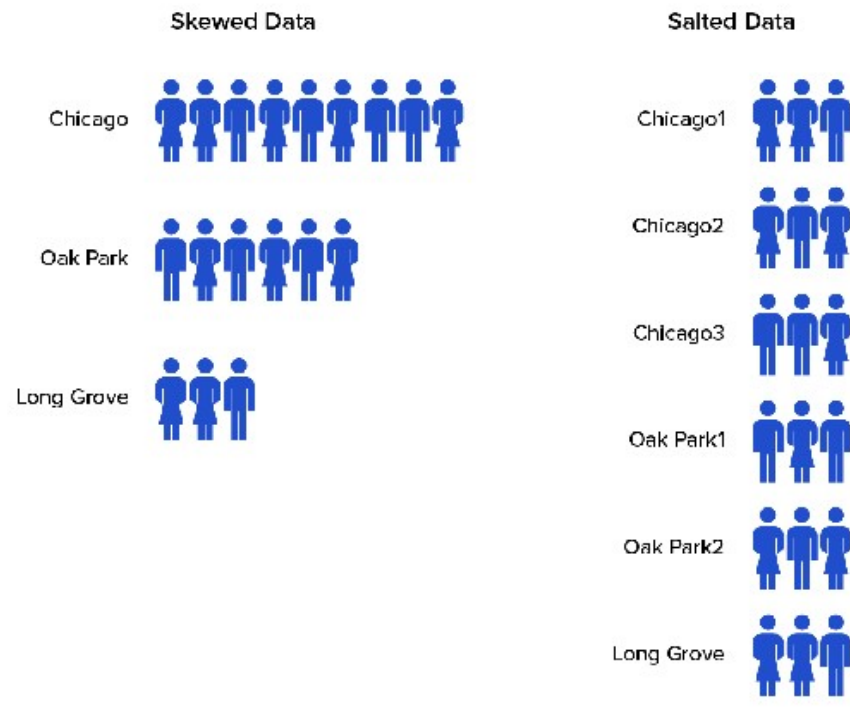 Skewed Data
Chicago
Oak Park
Long Grove
Salted Data
Chicago1
Chicago2
Chicago3
Oak Park1
Oak Park2
Long Grove